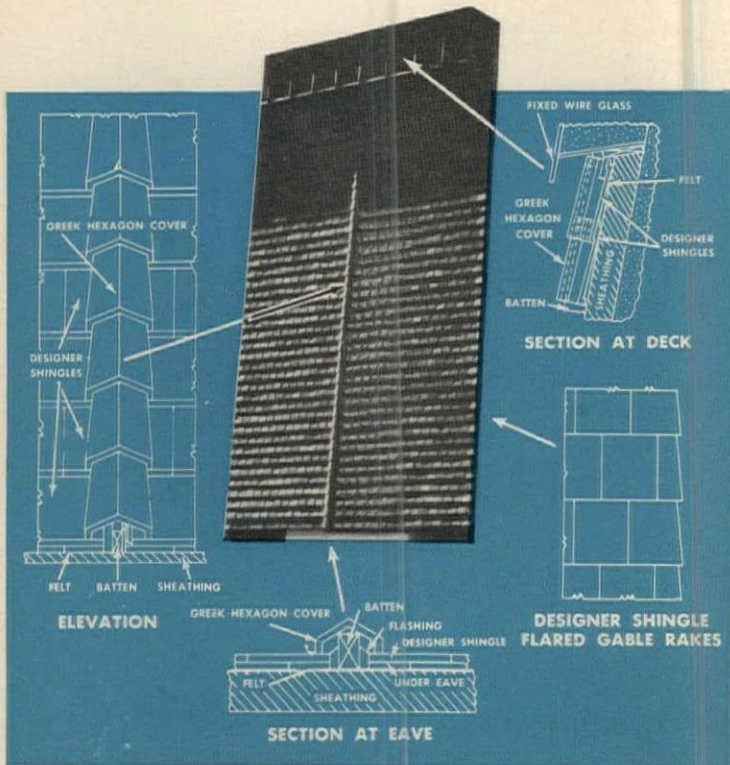 GREEK HEXAGON COVER
DESIGNER
SHINGLES
FELT
BATTEN
SHEATHING
ELEVATION
FIXED WIRE GLASS
FELT
GREEK
HEXAGON
COVER
DESIGNER
SHINGLES
SHEATHING
BATTEN
SECTION AT DECK
DESIGNER SHINGLE
FLARED GABLE RAKES
BATTEN
GREEK HEXAGON COVER
FLASHING
DESIGNER SHINGLE
FELT
UNDER EAVE
SHEATHING
SECTION AT EAVE